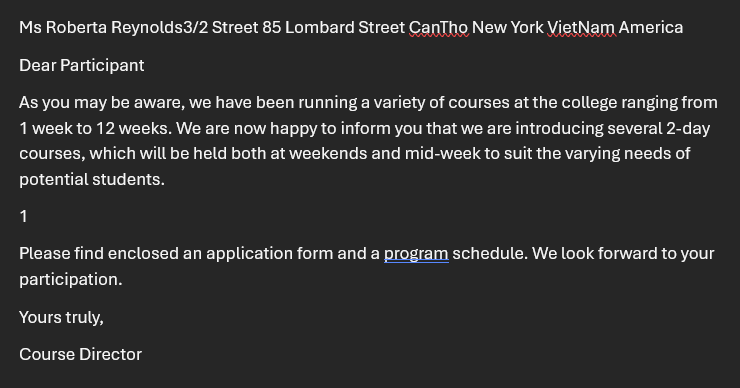 Ms Roberta Reynolds3/2 Street 85 Lombard Street CanTho New York VietNam America
Dear Participant
As you may be aware, we have been running a variety of courses at the college ranging from
1 week to 12 weeks. We are now happy to inform you that we are introducing several 2-day
courses, which will be held both at weekends and mid-week to suit the varying needs of
potential students.
1
Please find enclosed an application form and a program schedule. We look forward to your
participation.
Yours truly,
Course Director